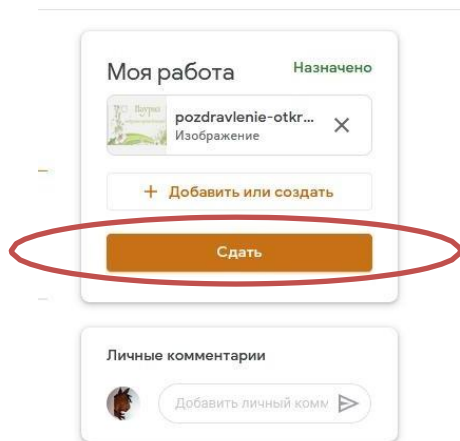 Моя работа
Назначено
pozdravlenie-otkr...
Изображение
+ Добавить или создать
Сдать
Личные комментарии
Добавить личный комм